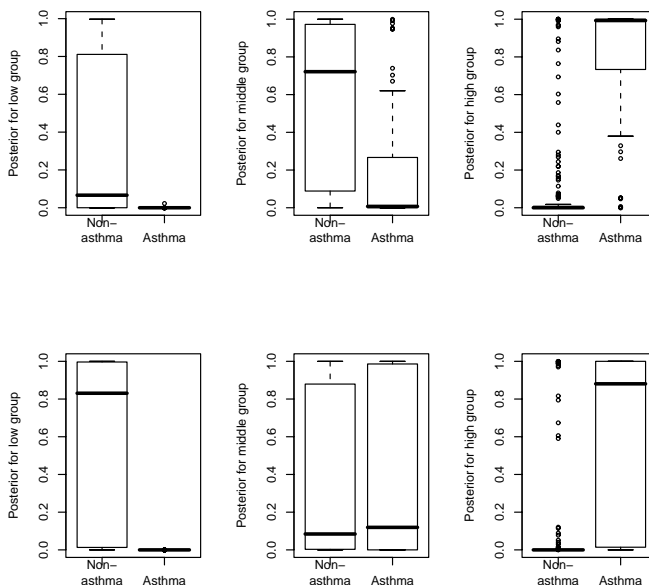 Posterior for low group
0.0 0.2 0.4 0.6 0.8 1.0
Non−
asthma
Asthma
Posterior for middle group
0.0 0.2 0.4 0.6 0.8 1.0
Non−
asthma
Asthma
Posterior for high group
0.0 0.2 0.4 0.6 0.8 1.0
Non−
asthma
Asthma
Posterior for low group
0.0 0.2 0.4 0.6 0.8 1.0
Non−
asthma
Asthma
Posterior for middle group
0.0 0.2 0.4 0.6 0.8 1.0
Non−
asthma
Asthma
Posterior for high group
0.0 0.2 0.4 0.6 0.8 1.0
Non−
asthma
Asthma